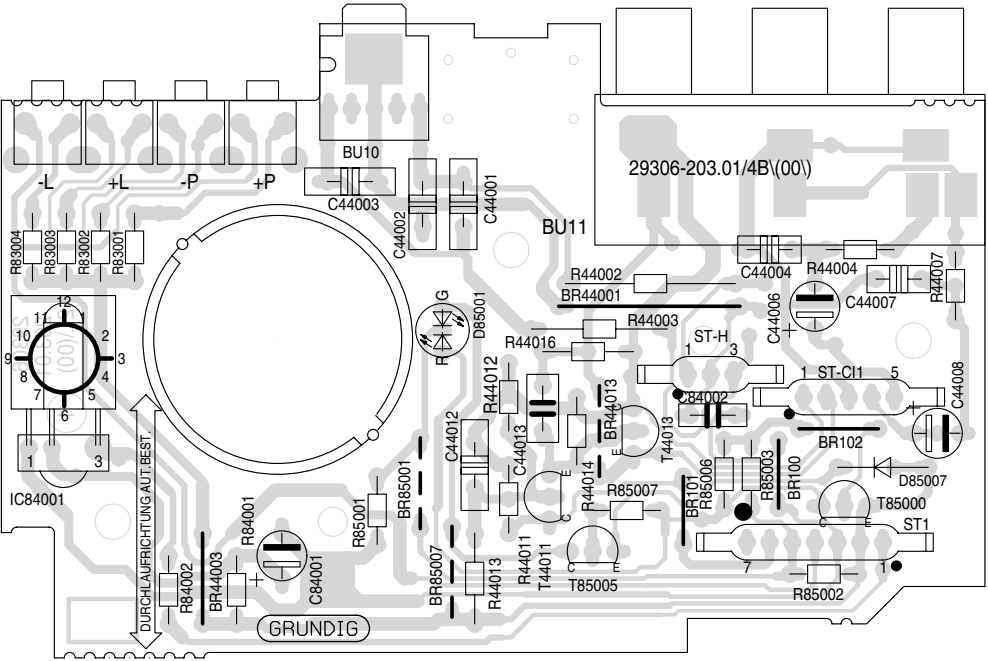 BU10
-L +L -P +P
C44003
C44002
C44001
29306-203.01/4B\(00\)
BU11
R83004
R83003
R83002
R83001
C44004
R44004
R44007
R44002
BR44001
C44006
C44007
R44003
R44016
ST-H
1 3
G
D85001
R
12
11 1
10 2
9 3
8 4
7 5
6
ST-CI1
1 5
C44008
R44012
BR44013
C84002
T44013
E
C44012
C44013
BR102
1 3
IC84001
DURCHLAUFRICHTUNG AUT.BEST.
R84001
R85001
BR85001
E
C
R44014
R85007
BR101
R85006
R85003
BR100
D85007
T85000
C E
ST1
7 1
R84002
BR44003
C84001
BR85007
R44013
R44011
T44011
C E
T85005
R85002
GRUNDIG